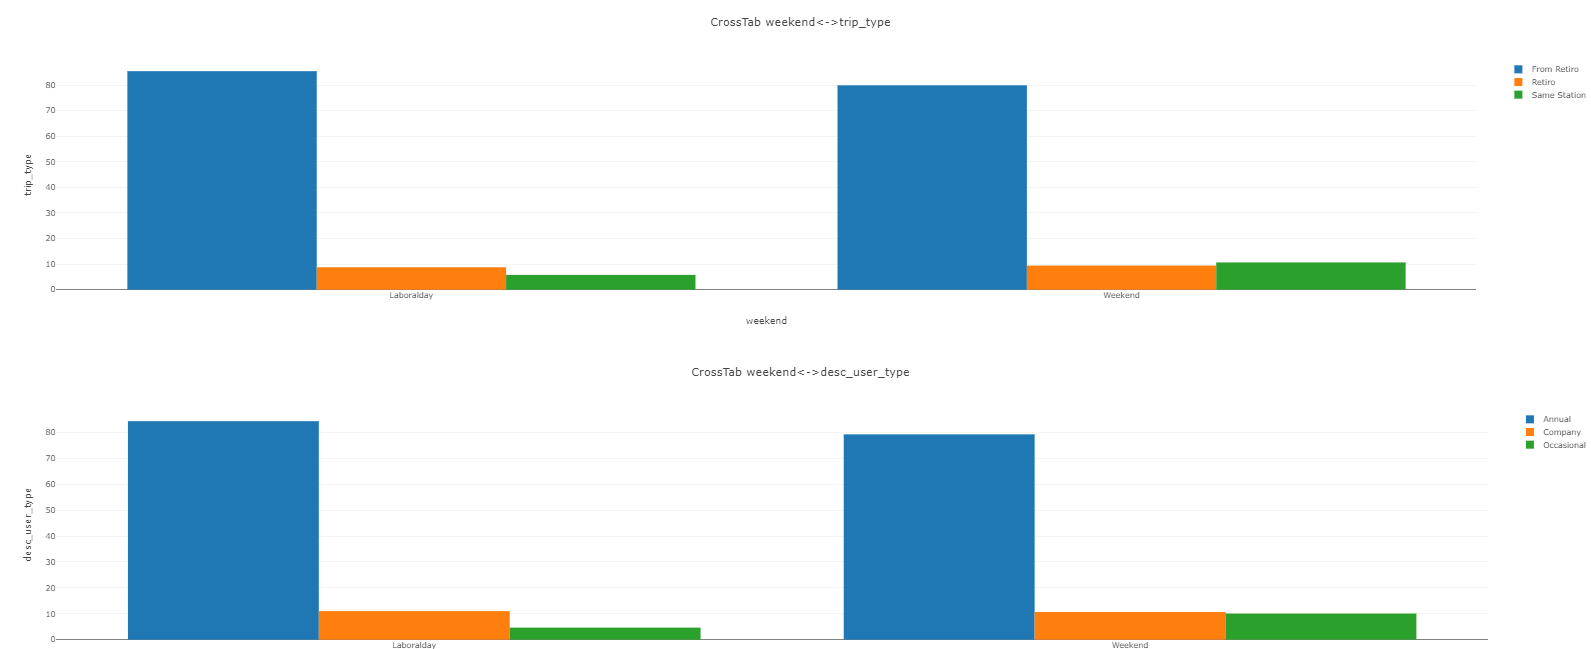 CrossTab weekend<->trip_type
From Retiro
Retiro
Same Station
trip_type
80
70
60
50
40
30
20
10
0
Laboralday
Weekend
weekend
CrossTab weekend<->desc_user_type
Annual
Company
Occasional
desc_user_type
80
70
60
50
40
30
20
10
0
Laboralday
Weekend